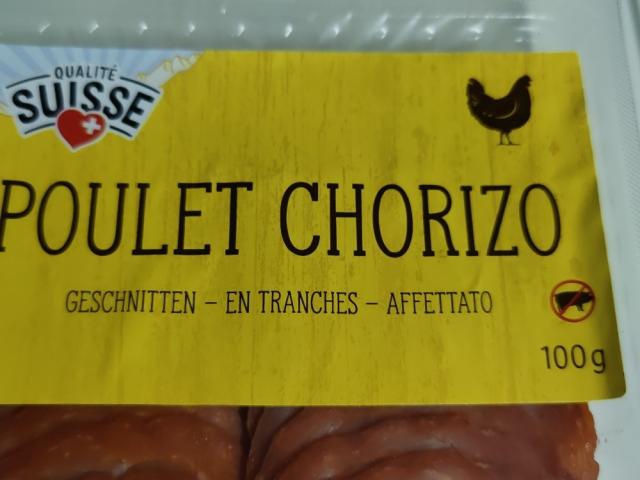 QUALITÉ
SUISSE
POULET CHORIZO
GESCHNITTEN – EN TRANCHES – AFFETTATO
100g